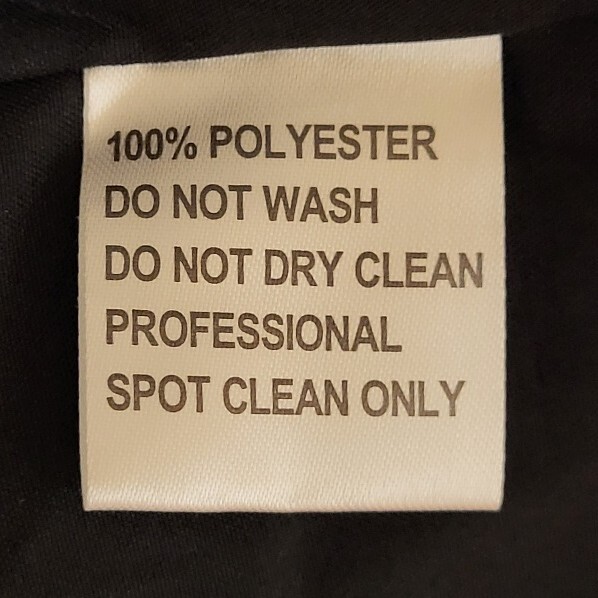 100% POLYESTER
DO NOT WASH
DO NOT DRY CLEAN
PROFESSIONAL
SPOT CLEAN ONLY